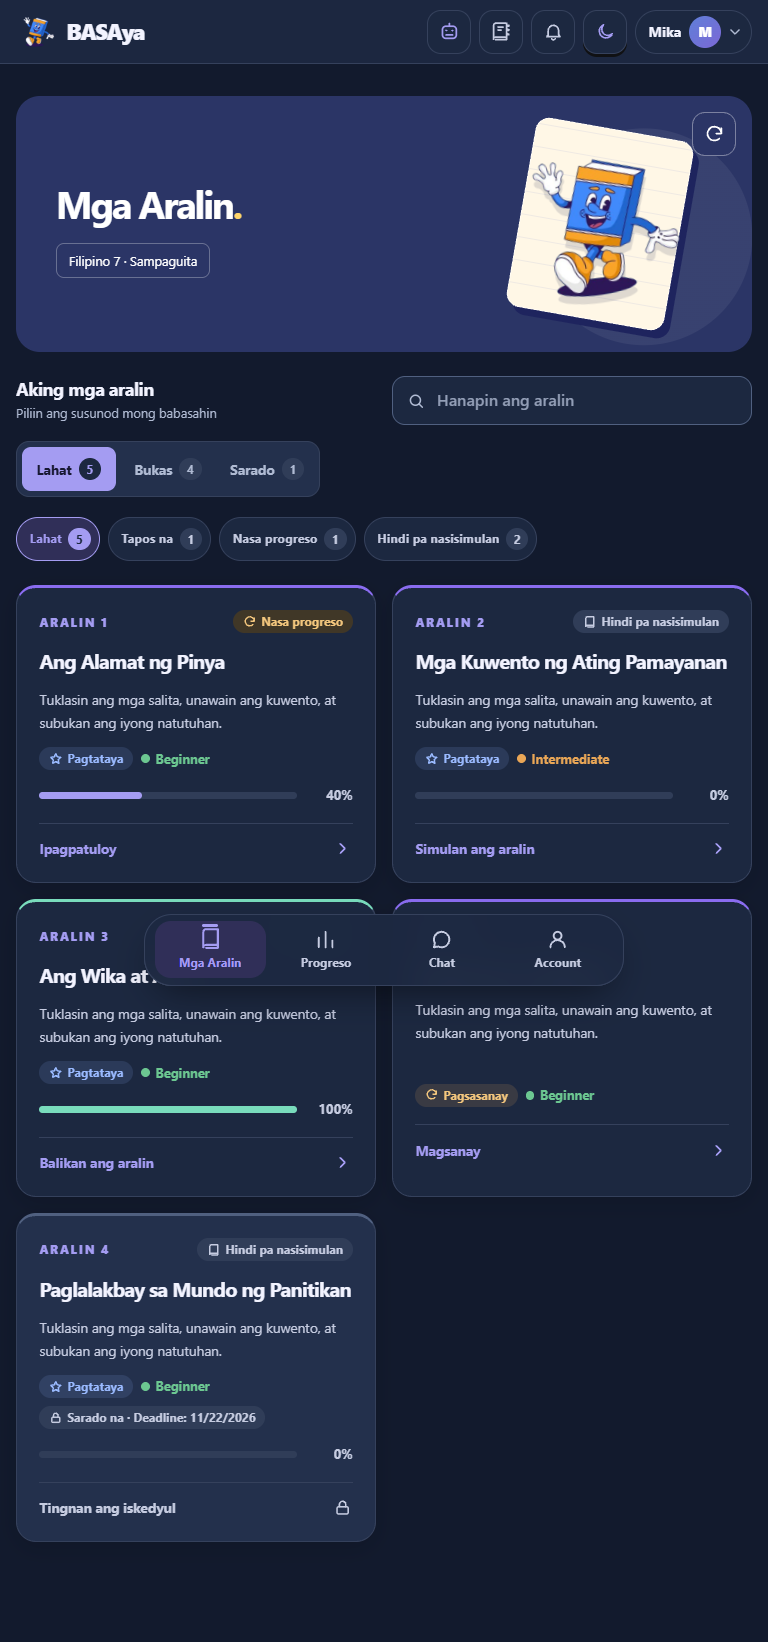 BASAya
Mika M
Mga Aralin.
Filipino 7 · Sampaguita
Aking mga aralin
Piliin ang susunod mong babasahin
Hanapin ang aralin
Lahat 5 Bukas 4 Sarado 1
Lahat 5 Tapos na 1 Nasa progreso 1 Hindi pa nasisimulan 2
ARALIN 1 Nasa progreso
Ang Alamat ng Pinya
Tuklasin ang mga salita, unawain ang kuwento, at
subukan ang iyong natutuhan.
Pagtataya Beginner
40%
Ipagpatuloy
ARALIN 2 Hindi pa nasisimulan
Mga Kuwento ng Ating Pamayanan
Tuklasin ang mga salita, unawain ang kuwento, at
subukan ang iyong natutuhan.
Pagtataya Intermediate
0%
Simulan ang aralin
ARALIN 3
Ang Wika at
Tuklasin ang mga salita, unawain ang kuwento, at
subukan ang iyong natutuhan.
Pagtataya Beginner
100%
Balikan ang aralin
Mga Aralin Progreso Chat Account
Tuklasin ang mga salita, unawain ang kuwento, at
subukan ang iyong natutuhan.
Pagsasanay Beginner
Magsanay
ARALIN 4 Hindi pa nasisimulan
Paglalakbay sa Mundo ng Panitikan
Tuklasin ang mga salita, unawain ang kuwento, at
subukan ang iyong natutuhan.
Pagtataya Beginner
Sarado na · Deadline: 11/22/2026
0%
Tingnan ang iskedyul